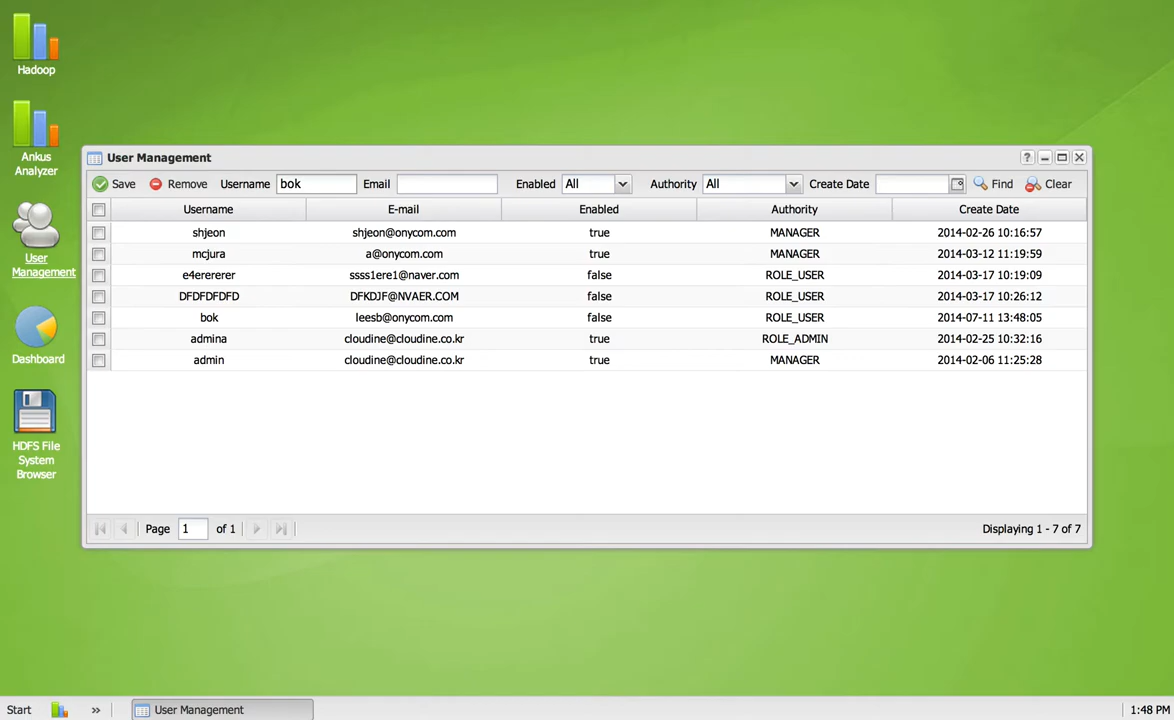 Hadoop
Ankus
Analyzer
User
Management
Dashboard
HDFS File
System
Browser
User Management
?
Save Remove Username bok Email Enabled All Authority All Create Date Find Clear
Username E-mail Enabled Authority Create Date
shjeon shjeon@onycom.com true MANAGER 2014-02-26 10:16:57
mcjura a@onycom.com true MANAGER 2014-03-12 11:19:59
e4erererer ssss1ere1@naver.com false ROLE_USER 2014-03-17 10:19:09
DFDFDFDFD DFKDJF@NVAER.COM false ROLE_USER 2014-03-17 10:26:12
bok leesb@onycom.com false ROLE_USER 2014-07-11 13:48:05
admina cloudine@cloudine.co.kr true ROLE_ADMIN 2014-02-25 10:32:16
admin cloudine@cloudine.co.kr true MANAGER 2014-02-06 11:25:28
Page 1 of 1 Displaying 1 - 7 of 7
Start » User Management 1:48 PM